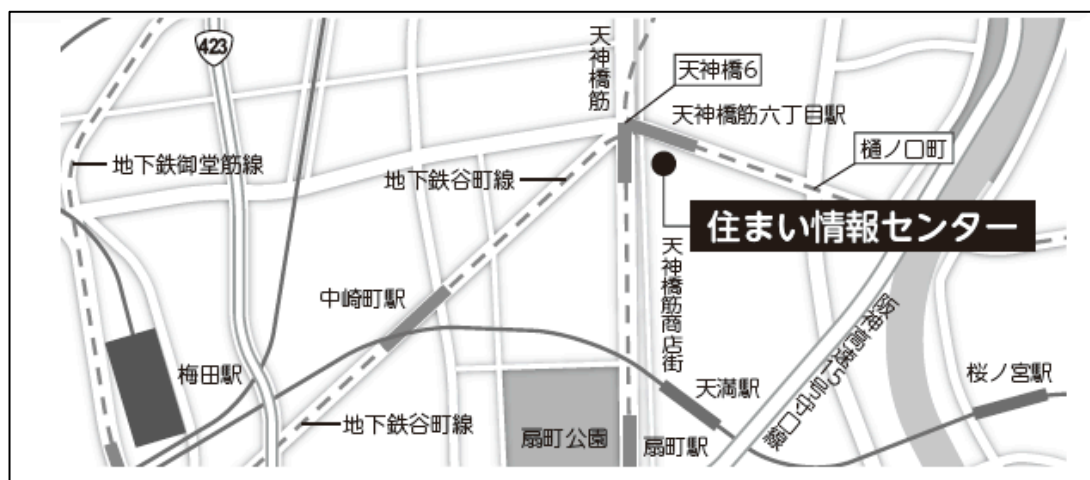 423
天神橋筋
天神橋6
天神橋筋六丁目駅
樋ノ口町
地下鉄御堂筋線
地下鉄谷町線
住まい情報センター
天神橋筋商店街
中崎町駅
阪神高速12号守口線
梅田駅
天満駅
桜ノ宮駅
地下鉄谷町線
扇町公園
扇町駅